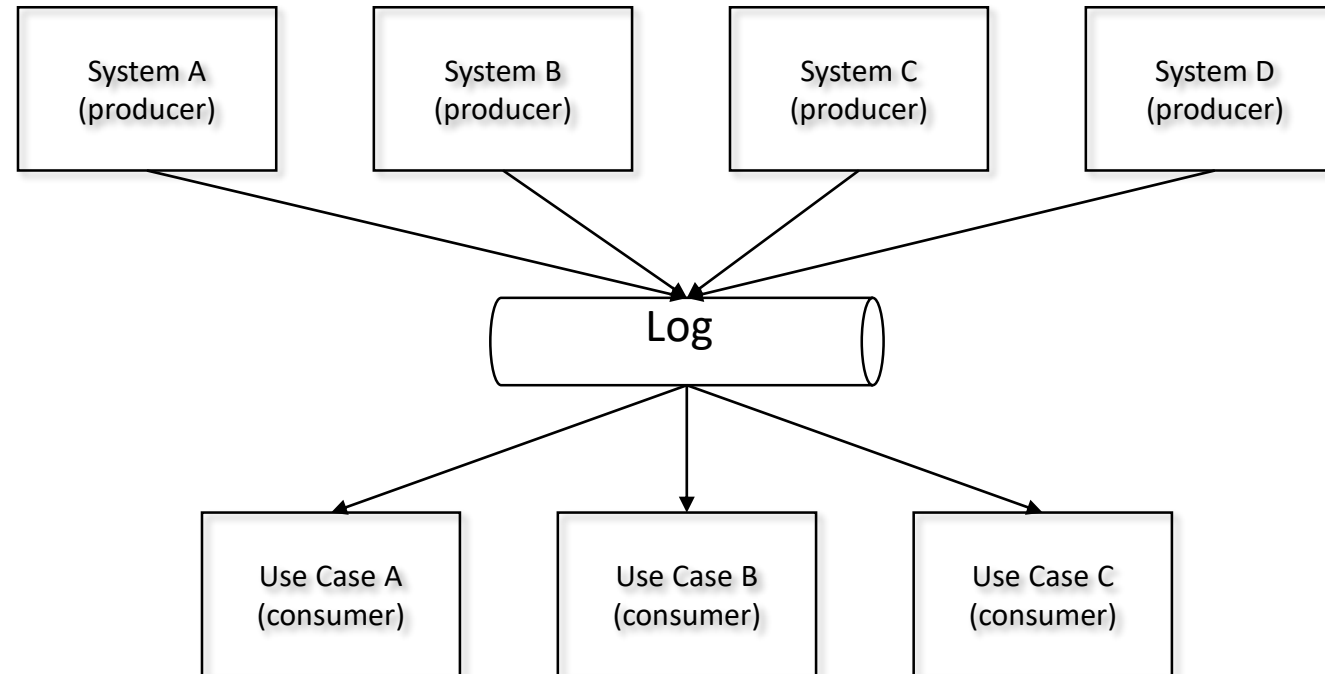 System A
(producer)
System B
(producer)
System C
(producer)
System D
(producer)
Log
Use Case A
(consumer)
Use Case B
(consumer)
Use Case C
(consumer)